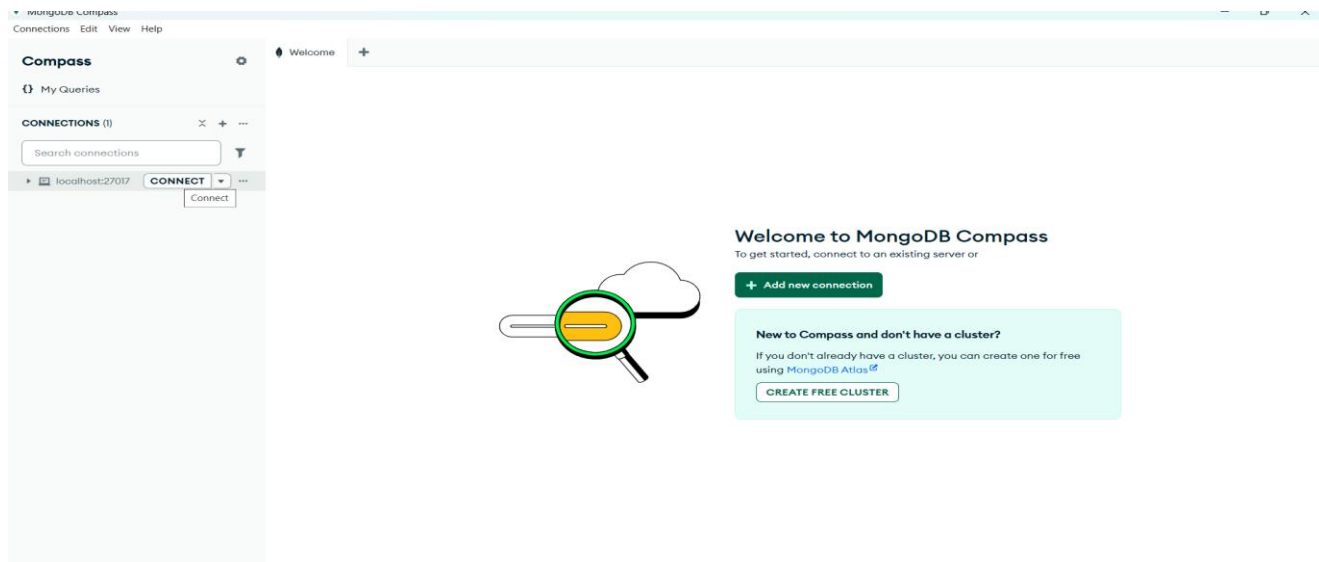 MongoDB Compass
Connections Edit View Help
Compass
{} My Queries
CONNECTIONS (1)
Search connections
localhost:27017 CONNECT
Connect
Welcome
Welcome to MongoDB Compass
To get started, connect to an existing server or
+ Add new connection
New to Compass and don't have a cluster?
If you don't already have a cluster, you can create one for free
using MongoDB Atlas
CREATE FREE CLUSTER